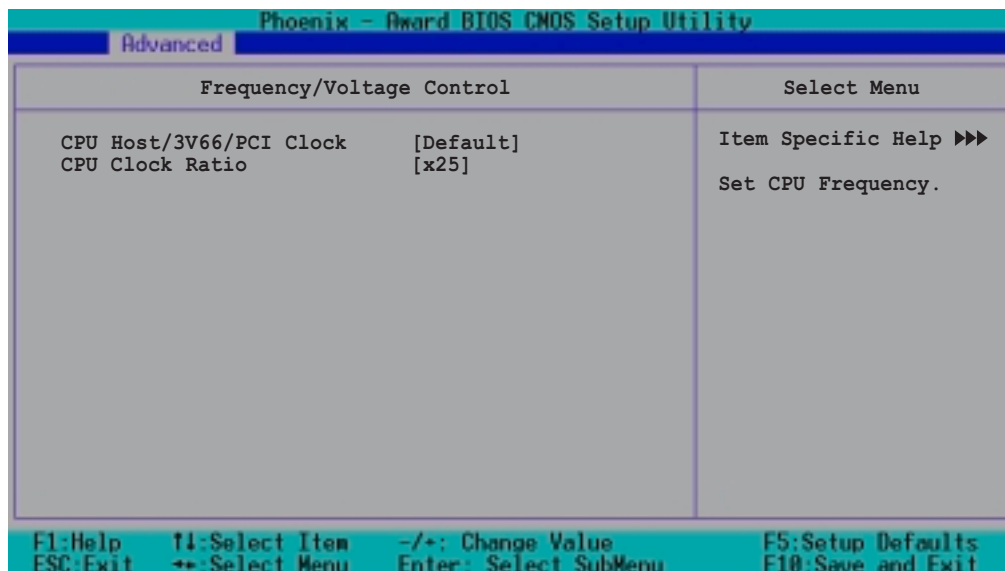 Phoenix - Award BIOS CMOS Setup Utility
Advanced
Frequency/Voltage Control
Select Menu
CPU Host/3V66/PCI Clock [Default]
CPU Clock Ratio [x25]
Item Specific Help ▶▶▶
Set CPU Frequency.
F1:Help ↑↓:Select Item -/+: Change Value F5:Setup Defaults
ESC:Exit ←→:Select Menu Enter: Select SubMenu F10:Save and Exit